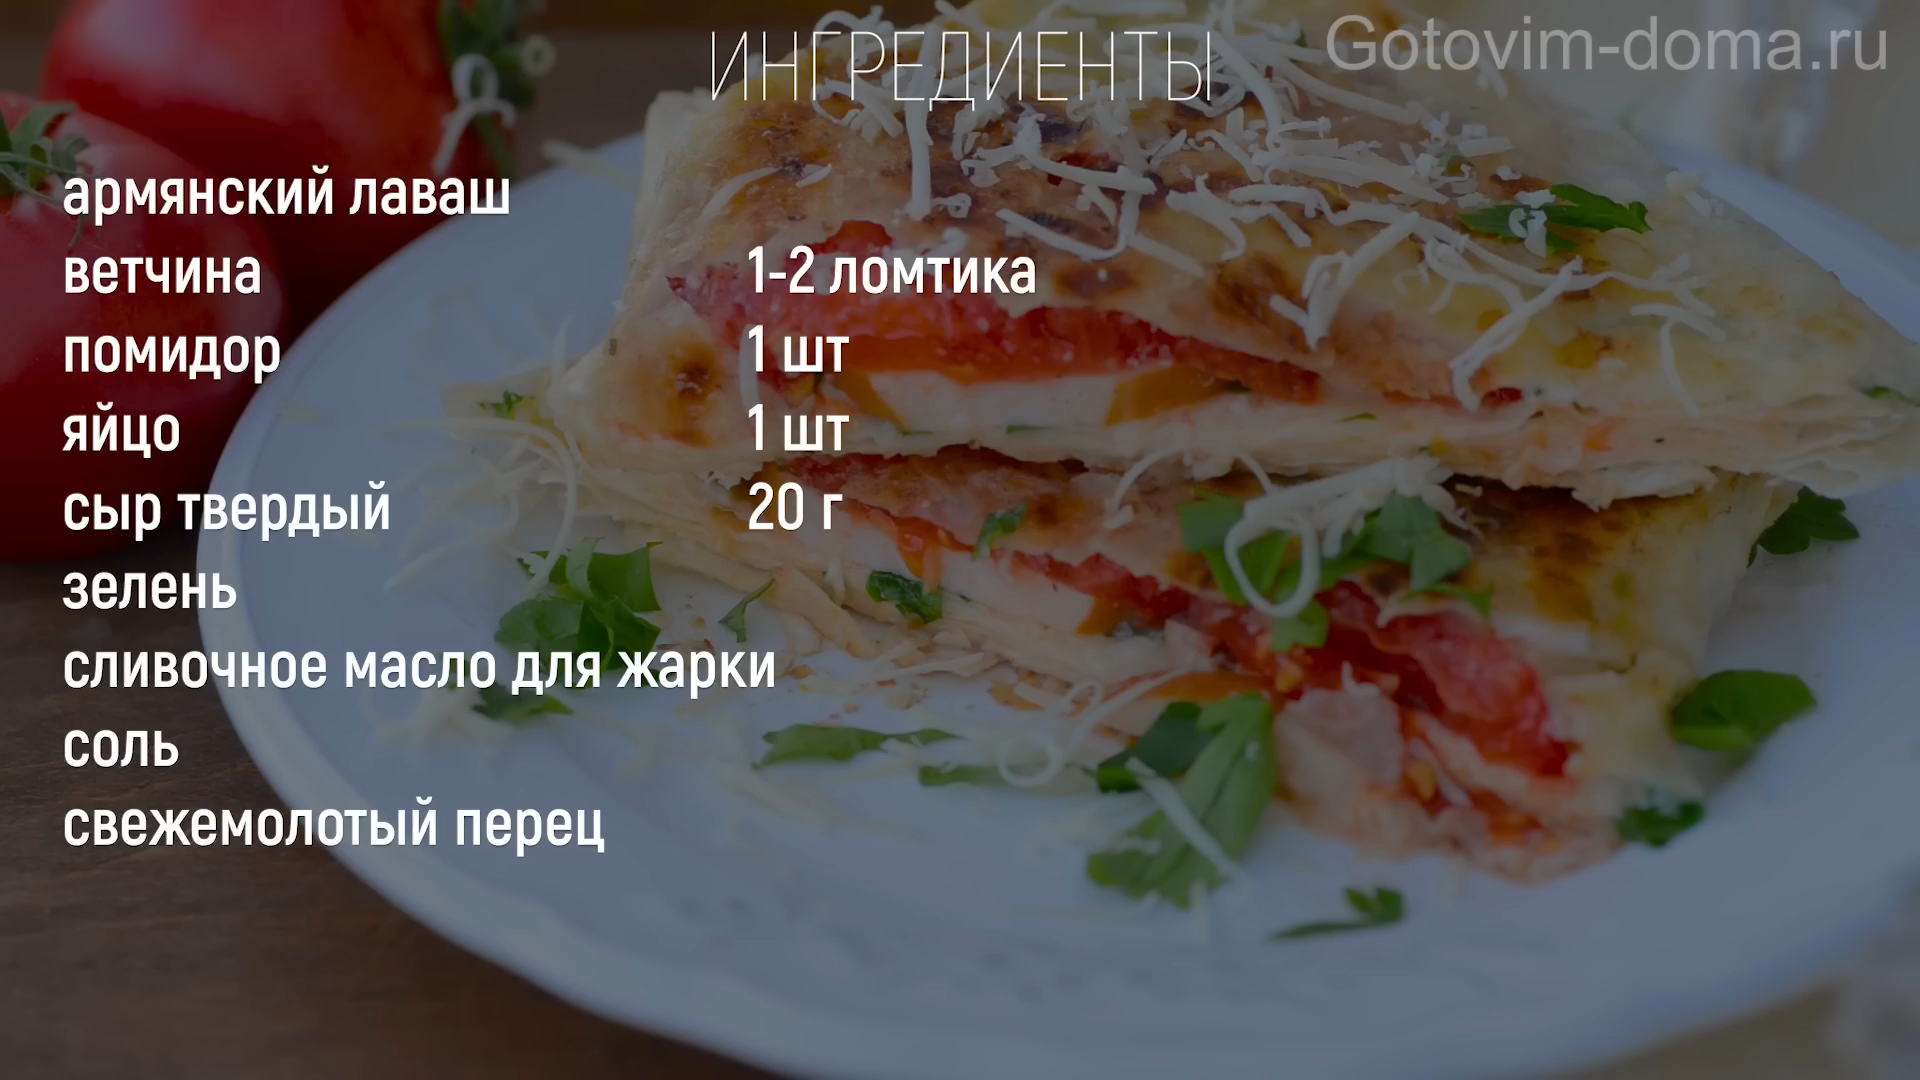 ИНГРЕДИЕНТЫ
Gotovim-doma.ru
армянский лаваш
ветчина 1-2 ломтика
помидор 1 шт
яйцо 1 шт
сыр твердый 20 г
зелень
сливочное масло для жарки
соль
свежемолотый перец